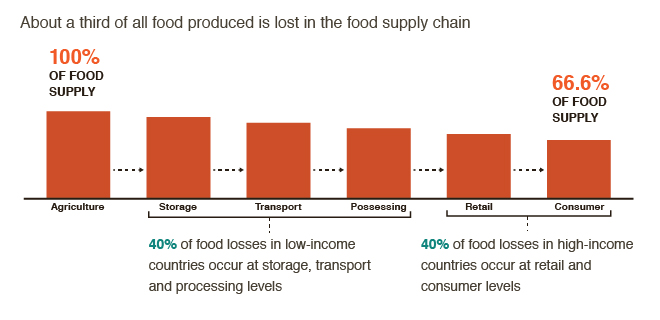 About a third of all food produced is lost in the food supply chain
100%
OF FOOD
SUPPLY
66.6%
OF FOOD
SUPPLY
Agriculture
Storage
Transport
Possessing
Retail
Consumer
40% of food losses in low-income
countries occur at storage, transport
and processing levels
40% of food losses in high-income
countries occur at retail and
consumer levels